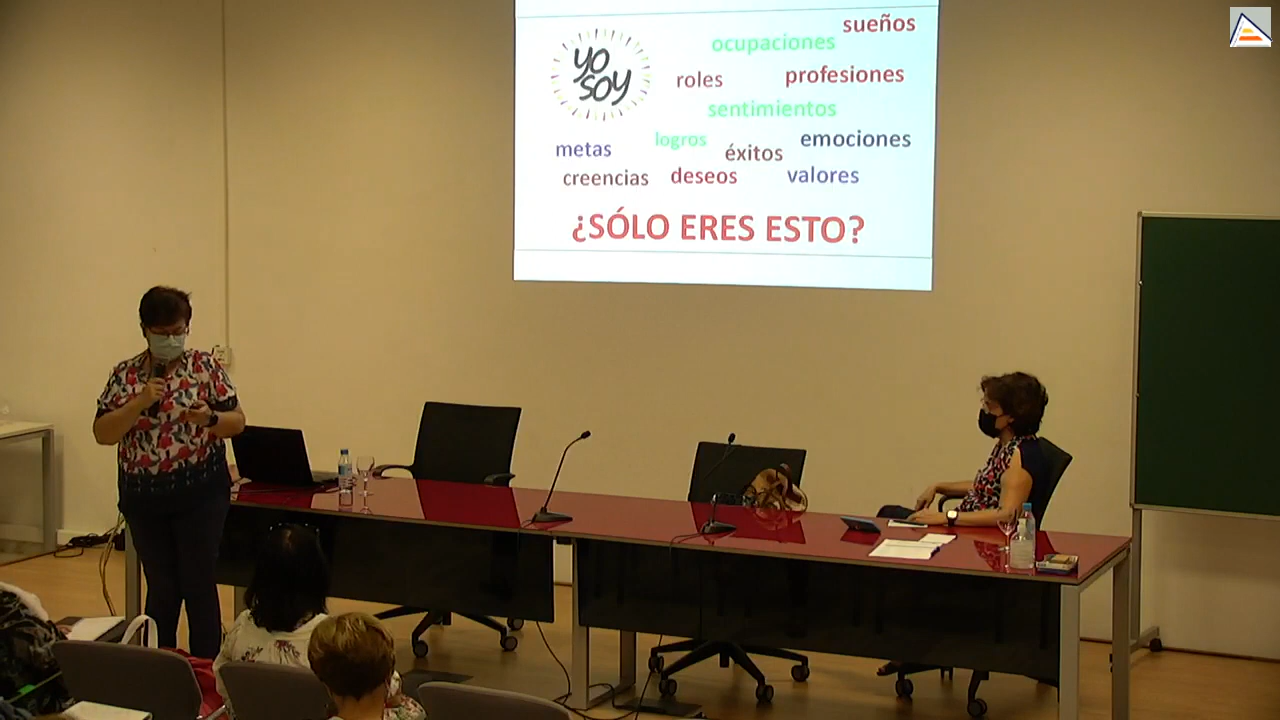 yo
soy
sueños
ocupaciones
roles profesiones
sentimientos
logros emociones
metas éxitos
creencias deseos valores
¿SÓLO ERES ESTO?